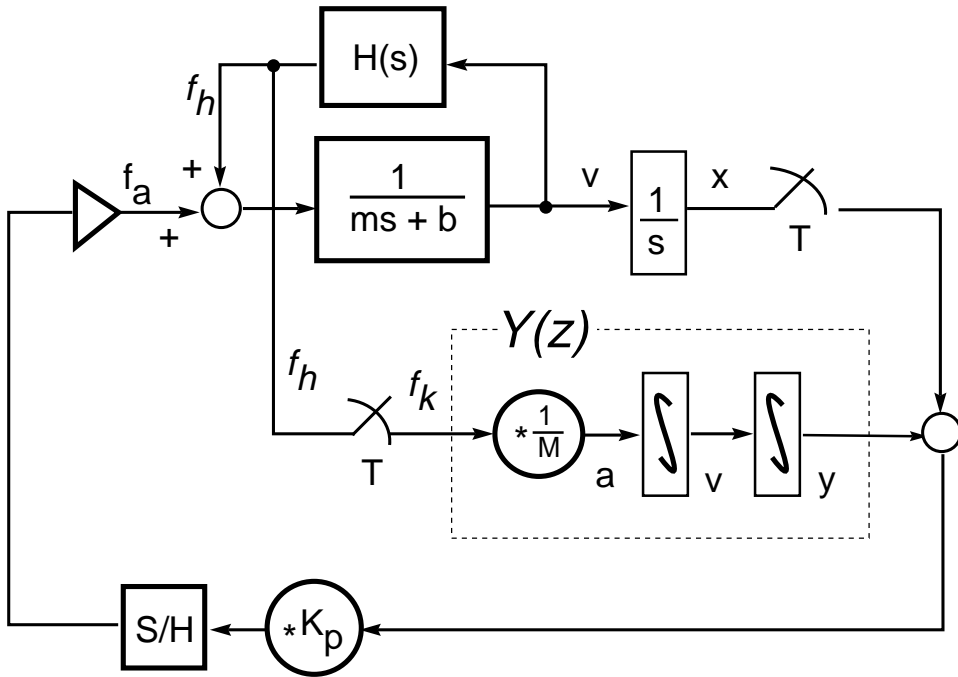 H(s)
f_h
+
1
ms + b
v
1
s
x
T
f_a
+
Y(z)
f_h
T
f_k
* 1
M
a
∫
v
∫
y
S/H
*K_p